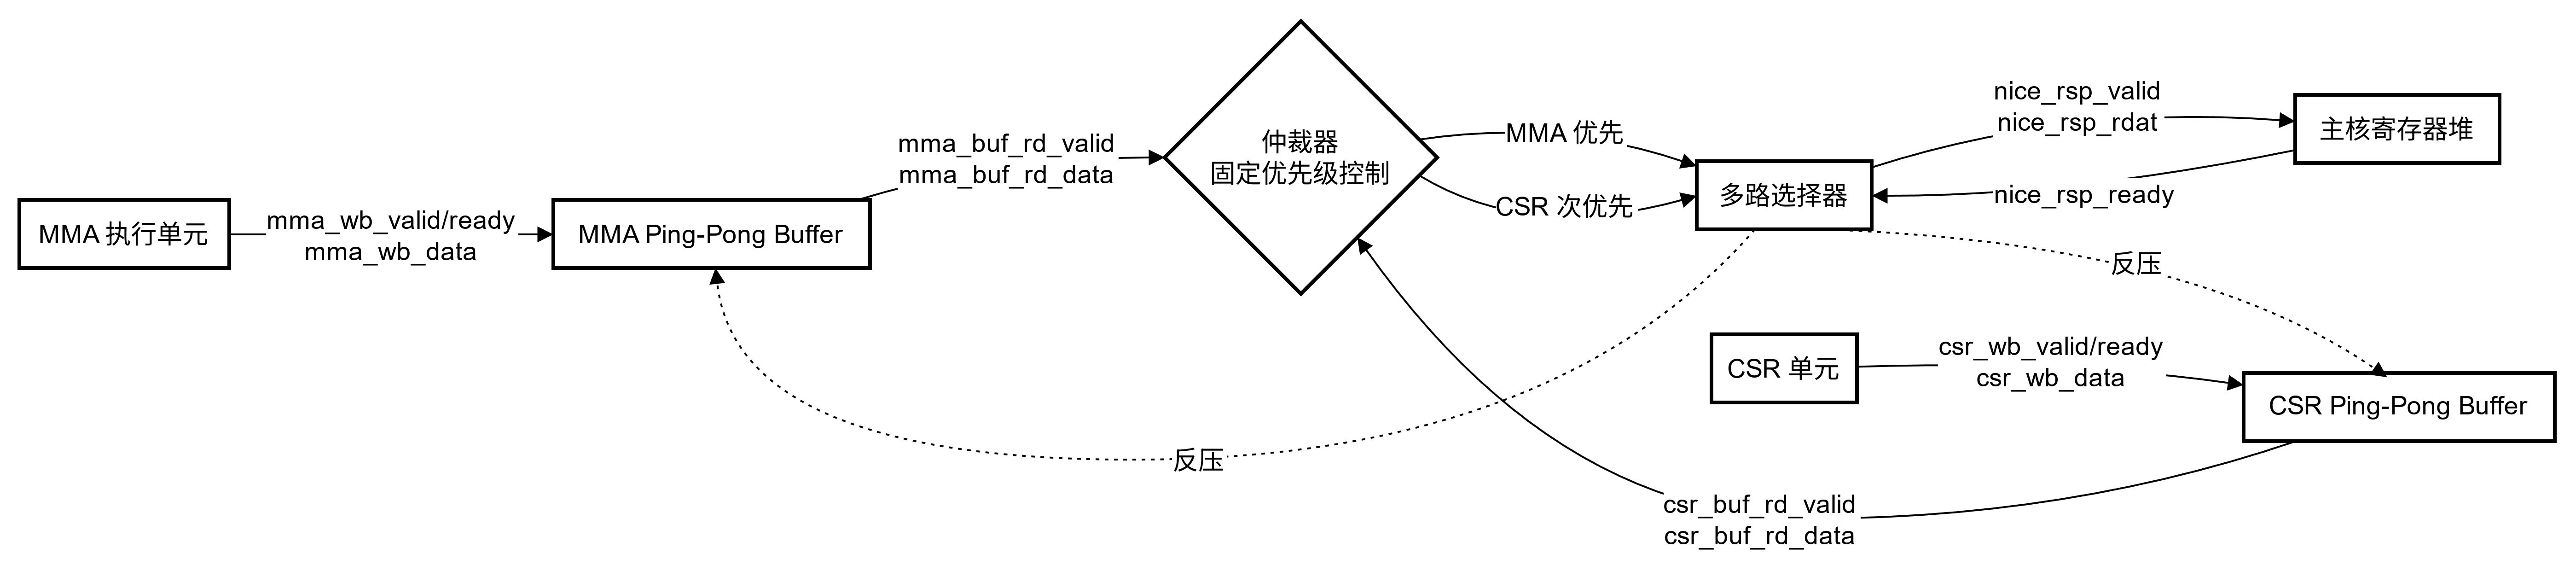 MMA 执行单元
mma_wb_valid/ready
mma_wb_data
MMA Ping-Pong Buffer
mma_buf_rd_valid
mma_buf_rd_data
仲裁器
固定优先级控制
MMA 优先
CSR 次优先
多路选择器
nice_rsp_valid
nice_rsp_rdat
nice_rsp_ready
主核寄存器堆
反压
反压
CSR 单元
csr_wb_valid/ready
csr_wb_data
CSR Ping-Pong Buffer
csr_buf_rd_valid
csr_buf_rd_data